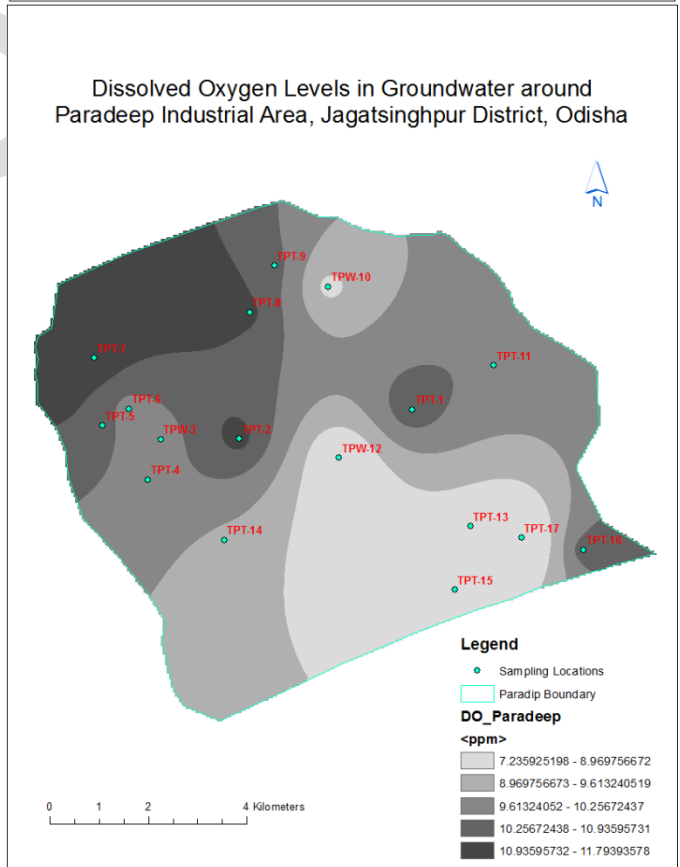 Dissolved Oxygen Levels in Groundwater around
Paradeep Industrial Area, Jagatsinghpur District, Odisha
N
TPT-9
TPW-10
TPT-8
TPT-7
TPT-11
TPT-6
TPT-1
TPT-5
TPW-3
TPT-2
TPW-12
TPT-4
TPT-13
TPT-14
TPT-17
TPT-16
TPT-15
Legend
Sampling Locations
Paradip Boundary
DO_Paradeep
<ppm>
7.235925198 - 8.969756672
8.969756673 - 9.613240519
9.61324052 - 10.25672437
10.25672438 - 10.93595731
10.93595732 - 11.79393578
0 1 2 4 Kilometers